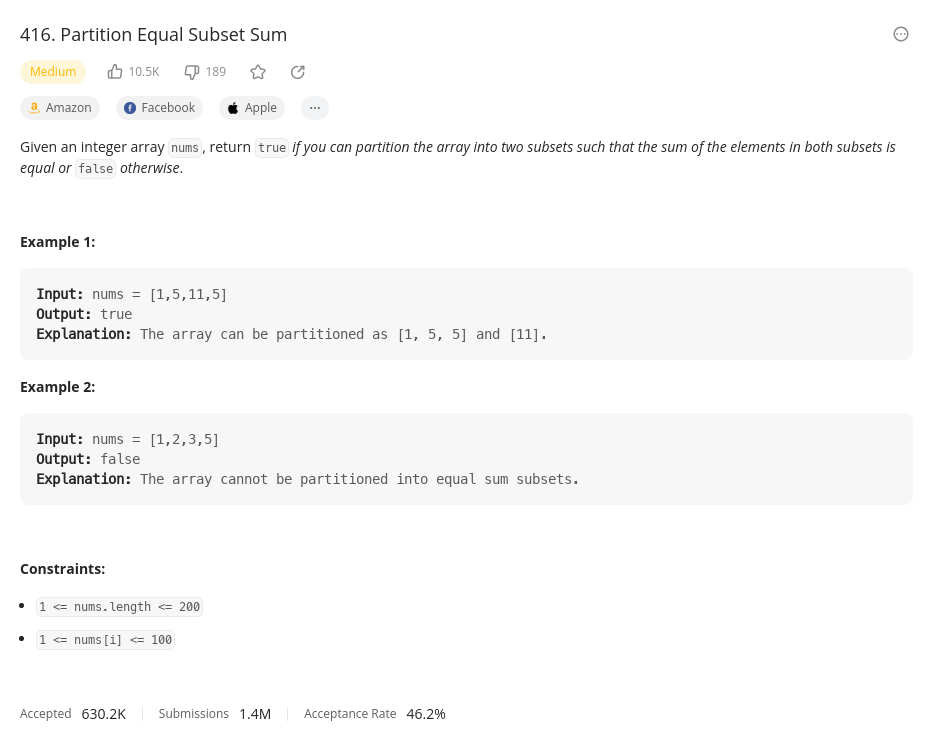 416. Partition Equal Subset Sum
Medium 10.5K 189
Amazon Facebook Apple ...
Given an integer array nums, return true if you can partition the array into two subsets such that the sum of the elements in both subsets is
equal or false otherwise.
Example 1:
Input: nums = [1,5,11,5]
Output: true
Explanation: The array can be partitioned as [1, 5, 5] and [11].
Example 2:
Input: nums = [1,2,3,5]
Output: false
Explanation: The array cannot be partitioned into equal sum subsets.
Constraints:
1 <= nums.length <= 200
1 <= nums[i] <= 100
Accepted 630.2K Submissions 1.4M Acceptance Rate 46.2%